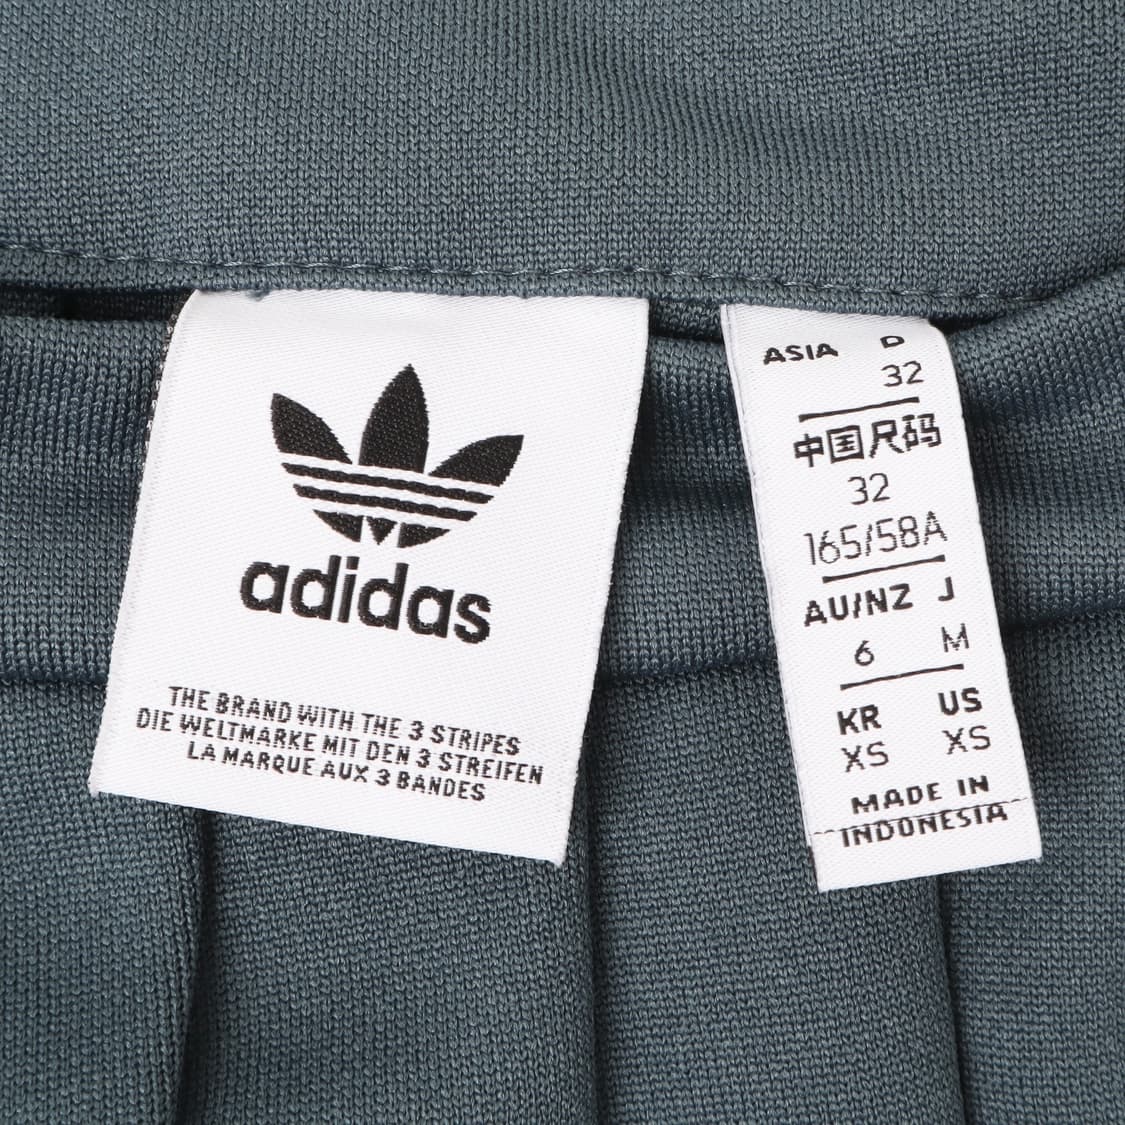 adidas
THE BRAND WITH THE 3 STRIPES
DIE WELTMARKE MIT DEN 3 STREIFEN
LA MARQUE AUX 3 BANDES
ASIA D
32
中国尺码
32
165/58A
AU/NZ J
6 M
KR US
XS XS
MADE IN
INDONESIA